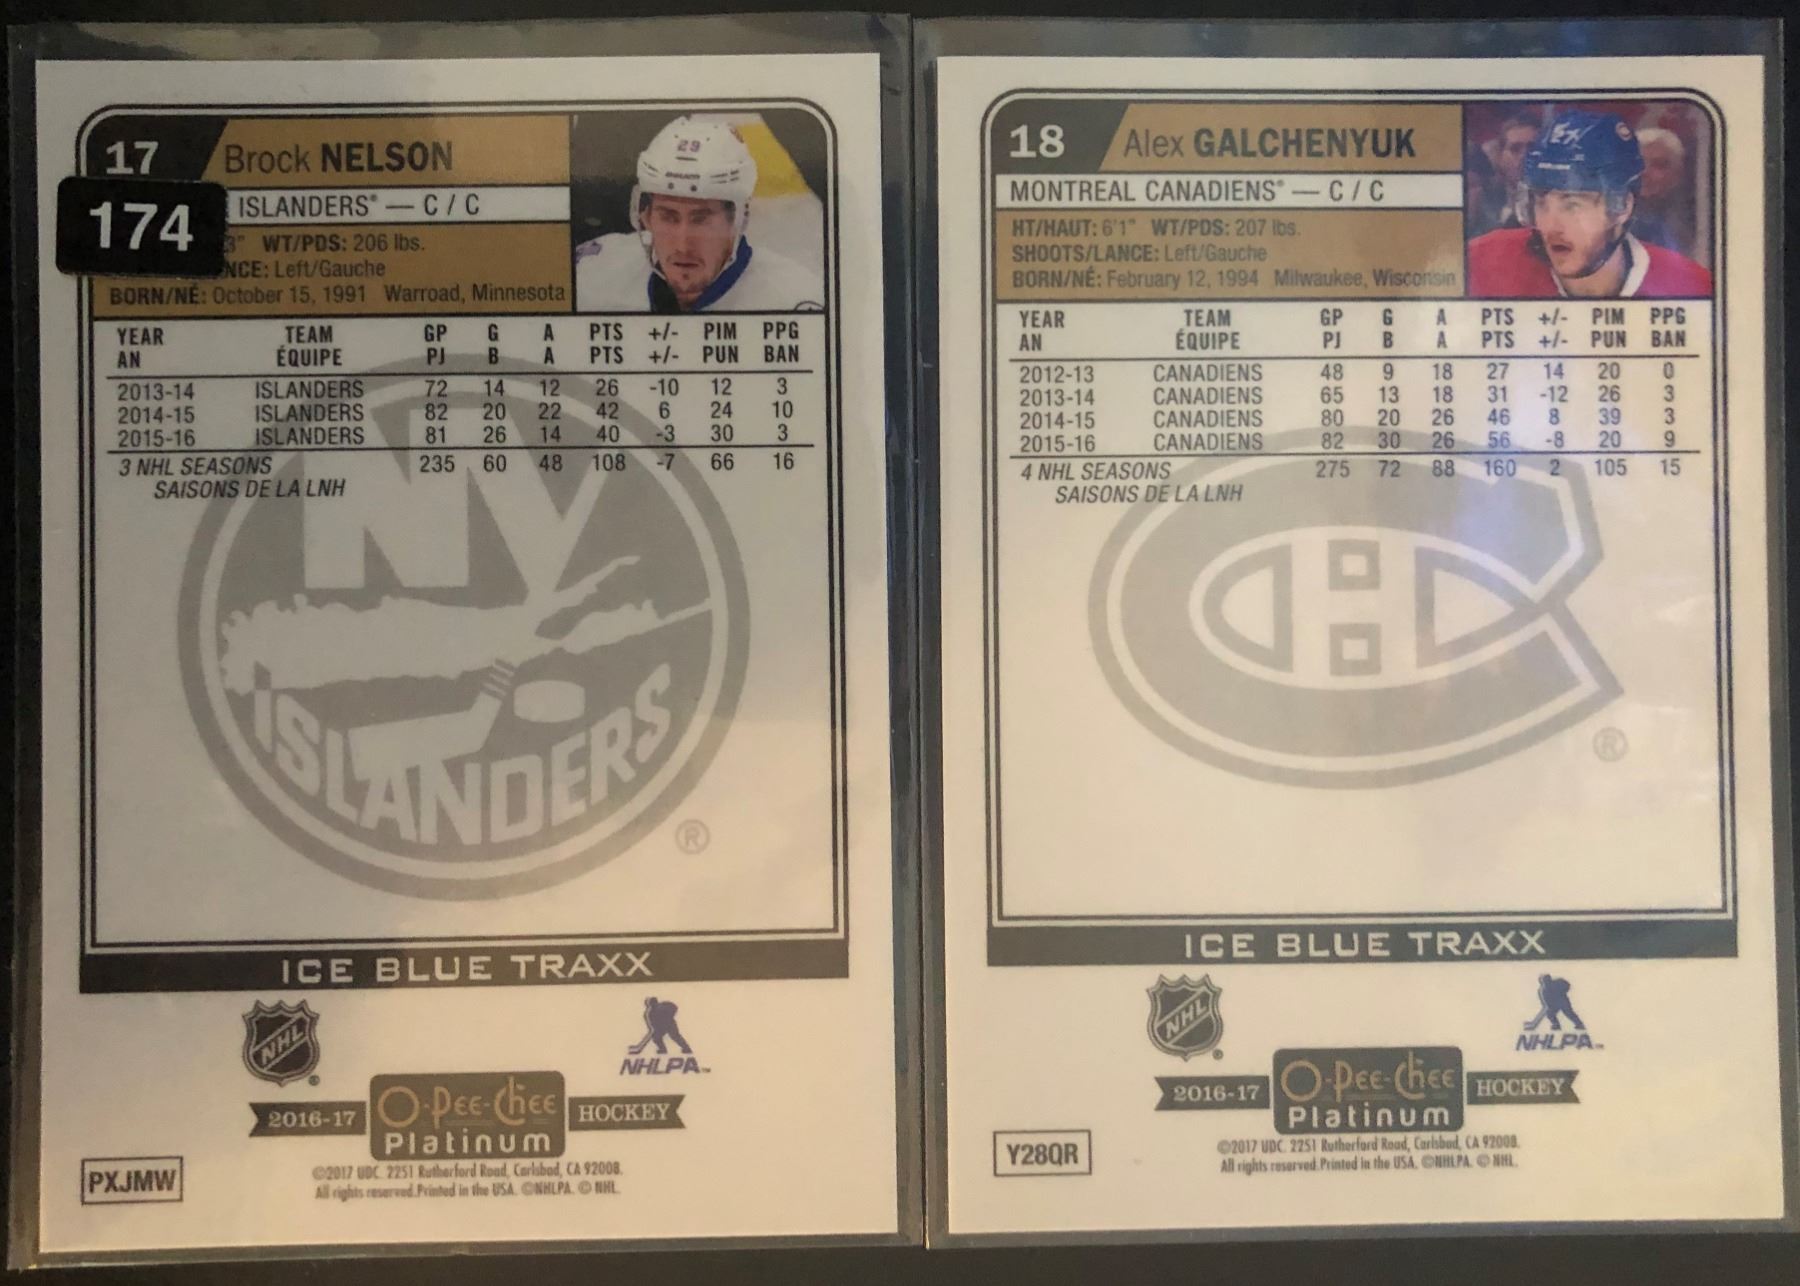 17
Brock NELSON
29
174
ISLANDERS — C / C
3" WT/PDS: 206 lbs.
NCE: Left/Gauche
BORN/NÉ: October 15, 1991 Warroad, Minnesota
YEAR TEAM GP G A PTS +/- PIM PPG
AN ÉQUIPE PJ B A PTS +/- PUN BAN
2013-14 ISLANDERS 72 14 12 26 -10 12 3
2014-15 ISLANDERS 82 20 22 42 6 24 10
2015-16 ISLANDERS 81 26 14 40 -3 30 3
3 NHL SEASONS 235 60 48 108 -7 66 16
SAISONS DE LA LNH
NY
ISLANDERS
®
ICE BLUE TRAXX
NHL
NHLPA
2016-17 O-Pee-Chee HOCKEY
Platinum
PXJMW
©2017 UDC. 2251 Rutherford Road, Carlsbad, CA 92008.
All rights reserved. Printed in the USA. ©NHLPA. © NHL.
18
Alex GALCHENYUK
27
MONTREAL CANADIENS® — C / C
HT/HAUT: 6'1" WT/PDS: 207 lbs.
SHOOTS/LANCE: Left/Gauche
BORN/NÉ: February 12, 1994 Milwaukee, Wisconsin
YEAR TEAM GP G A PTS +/- PIM PPG
AN ÉQUIPE PJ B A PTS +/- PUN BAN
2012-13 CANADIENS 48 9 18 27 14 20 0
2013-14 CANADIENS 65 13 18 31 -12 26 3
2014-15 CANADIENS 80 20 26 46 8 39 3
2015-16 CANADIENS 82 30 26 56 -8 20 9
4 NHL SEASONS 275 72 88 160 2 105 15
SAISONS DE LA LNH
CH
®
ICE BLUE TRAXX
NHL
NHLPA
2016-17 O-Pee-Chee HOCKEY
Platinum
Y28QR
©2017 UDC. 2251 Rutherford Road, Carlsbad, CA 92008.
All rights reserved. Printed in the USA. ©NHLPA. © NHL.